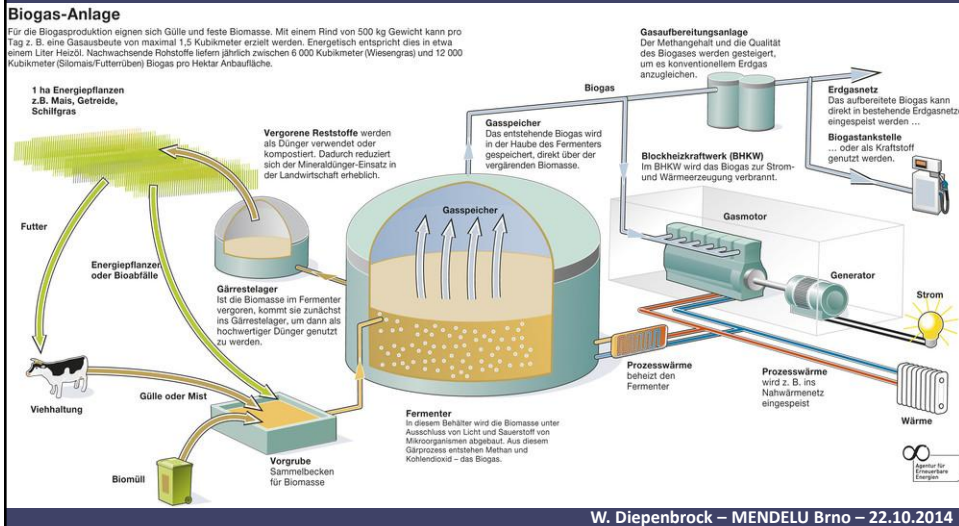 Biogas-Anlage
Für die Biogasproduktion eignen sich Gülle und feste Biomasse. Mit einem Rind von 500 kg Gewicht kann pro
Tag z. B. eine Gasausbeute von maximal 1,5 Kubikmeter erzielt werden. Energetisch entspricht dies in etwa
einem Liter Heizöl. Nachwachsende Rohstoffe liefern jährlich zwischen 6 000 Kubikmeter (Wiesengras) und 12 000
Kubikmeter (Silomais/Futterrüben) Biogas pro Hektar Anbaufläche.
1 ha Energiepflanzen
z.B. Mais, Getreide,
Schilfgras
Vergorene Reststoffe werden
als Dünger verwendet oder
kompostiert. Dadurch reduziert
sich der Mineraldünger-Einsatz in
der Landwirtschaft erheblich.
Gasspeicher
Das entstehende Biogas wird
in der Haube des Fermenters
gespeichert, direkt über der
vergärenden Biomasse.
Biogas
Gasaufbereitungsanlage
Der Methangehalt und die Qualität
des Biogases werden gesteigert,
um es konventionellem Erdgas
anzugleichen.
Erdgasnetz
Das aufbereitete Biogas kann
direkt in bestehende Erdgasnetze
eingespeist werden ...
Biogastankstelle
... oder als Kraftstoff
genutzt werden.
Blockheizkraftwerk (BHKW)
Im BHKW wird das Biogas zur Strom-
und Wärmeerzeugung verbrannt.
Gasmotor
Generator
Strom
Gasspeicher
Futter
Energiepflanzen
oder Bioabfälle
Gärrestelager
Ist die Biomasse im Fermenter
vergoren, kommt sie zunächst
ins Gärrestelager, um dann als
hochwertiger Dünger genutzt
zu werden.
Viehhaltung
Gülle oder Mist
Biomüll
Vorgrube
Sammelbecken
für Biomasse
Fermenter
In diesem Behälter wird die Biomasse unter
Ausschluss von Licht und Sauerstoff von
Mikroorganismen abgebaut. Aus diesem
Gärprozess entstehen Methan und
Kohlendioxid – das Biogas.
Prozesswärme
beheizt den
Fermenter
Prozesswärme
wird z. B. ins
Nahwärmenetz
eingespeist
Wärme
Agentur für
Erneuerbare
Energien
W. Diepenbrock – MENDELU Brno – 22.10.2014